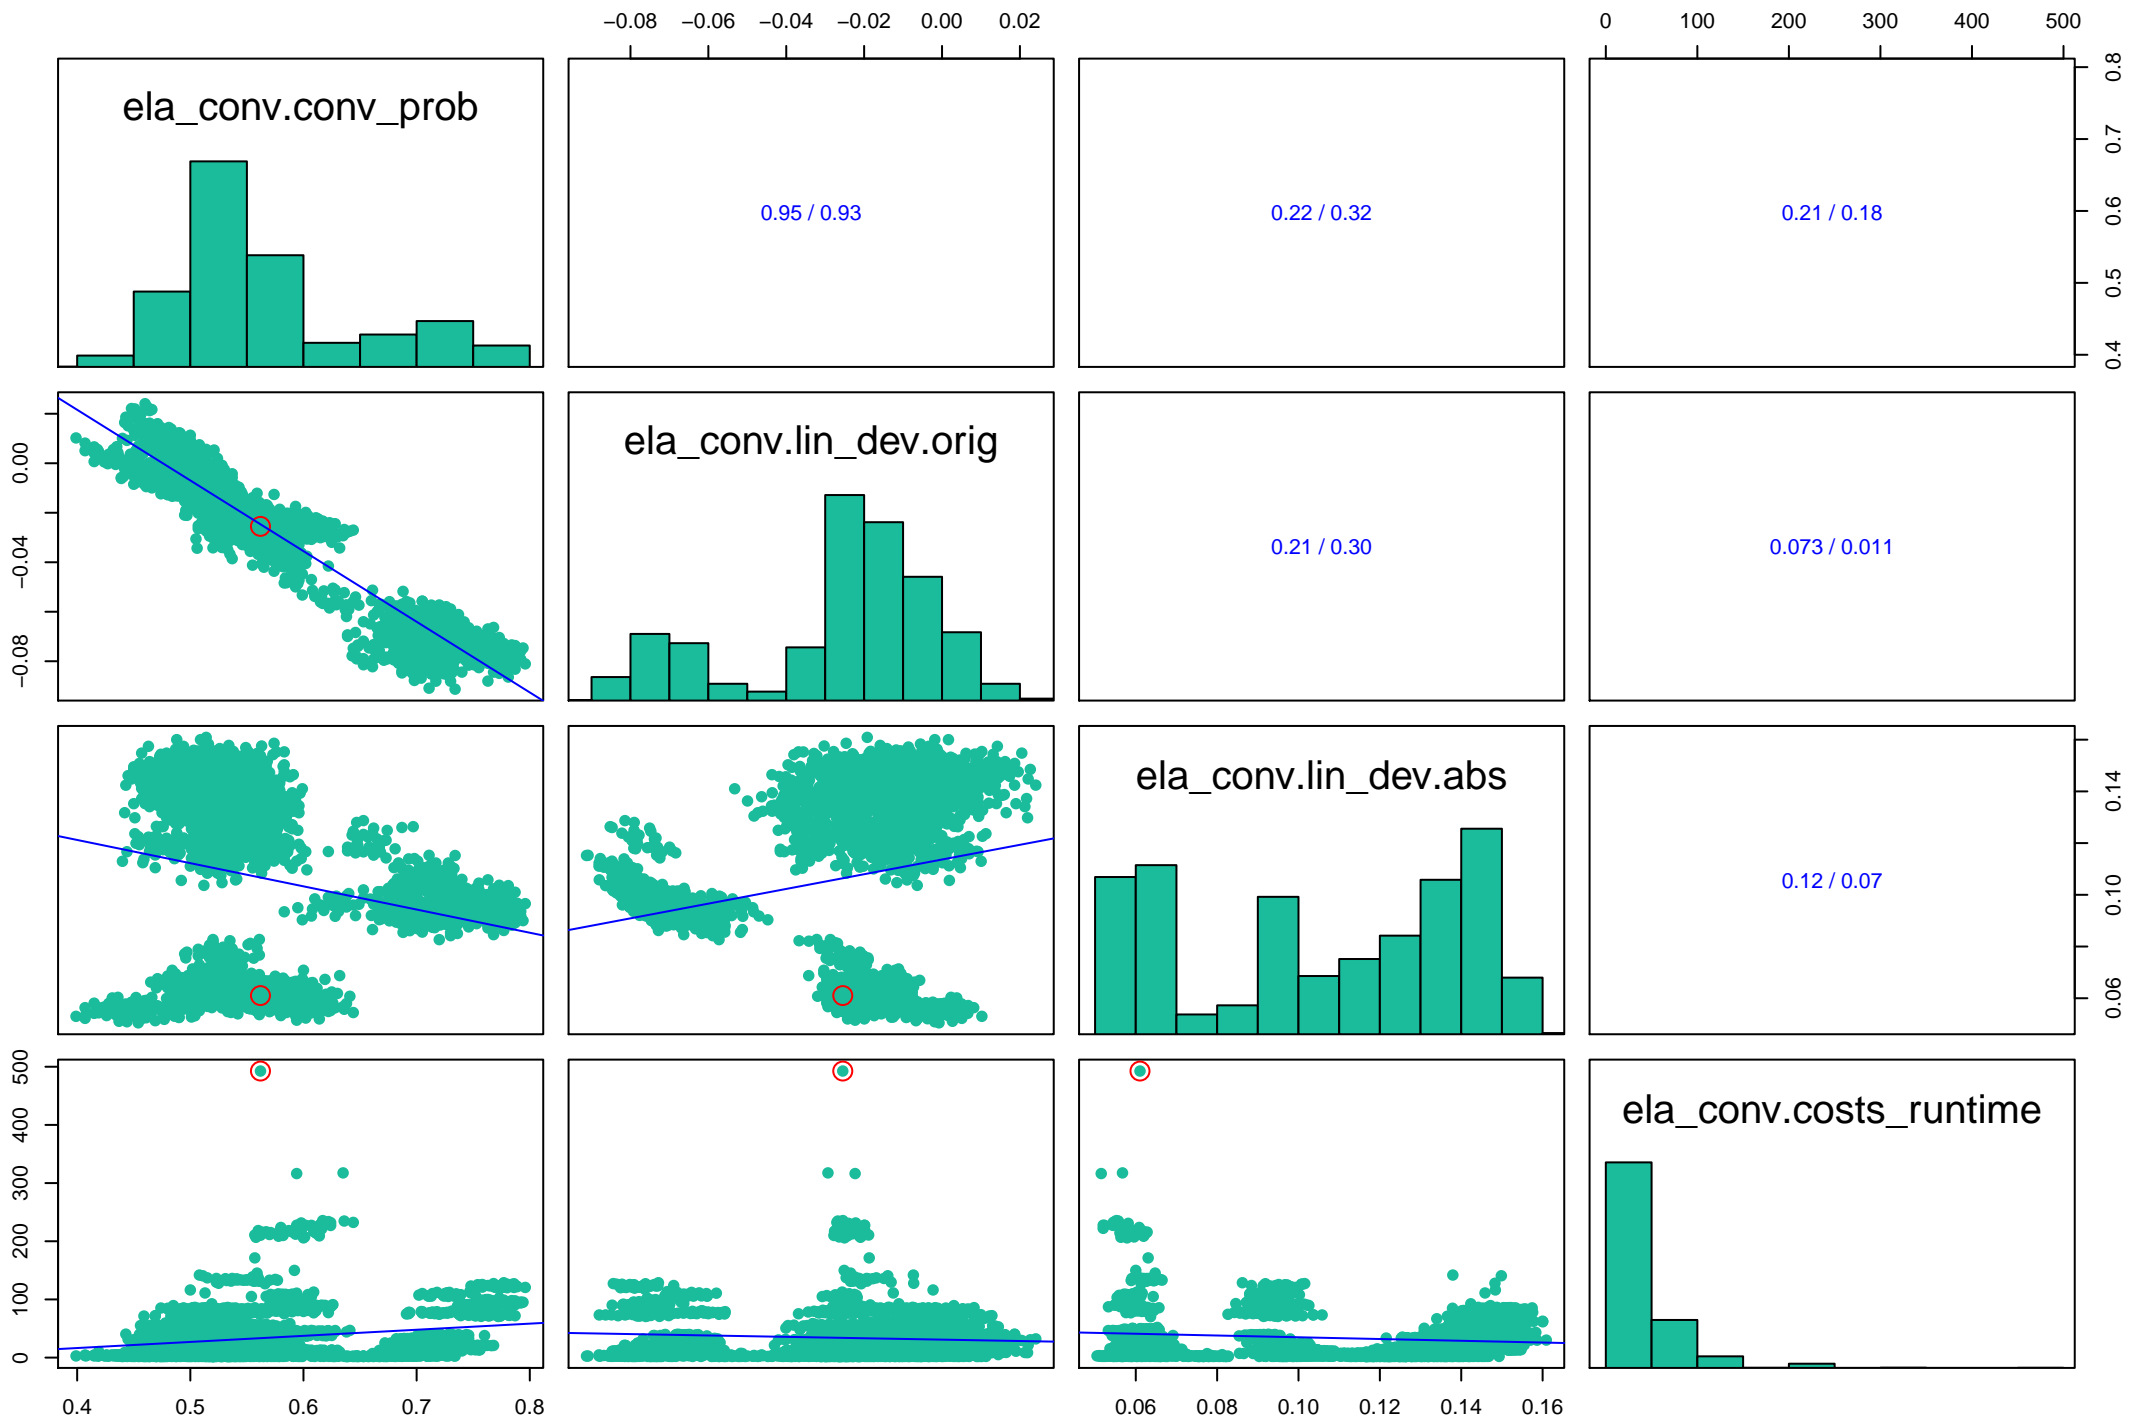 −0.08 −0.06 −0.04 −0.02 0.00 0.02
0 100 200 300 400 500
ela_conv.conv_prob
0.95 / 0.93
0.22 / 0.32
0.21 / 0.18
0.4 0.5 0.6 0.7 0.8
−0.08 −0.04 0.00
ela_conv.lin_dev.orig
0.21 / 0.30
0.073 / 0.011
ela_conv.lin_dev.abs
0.12 / 0.07
0.06 0.10 0.14
0 100 200 300 400 500
ela_conv.costs_runtime
0.4 0.5 0.6 0.7 0.8
0.06 0.08 0.10 0.12 0.14 0.16